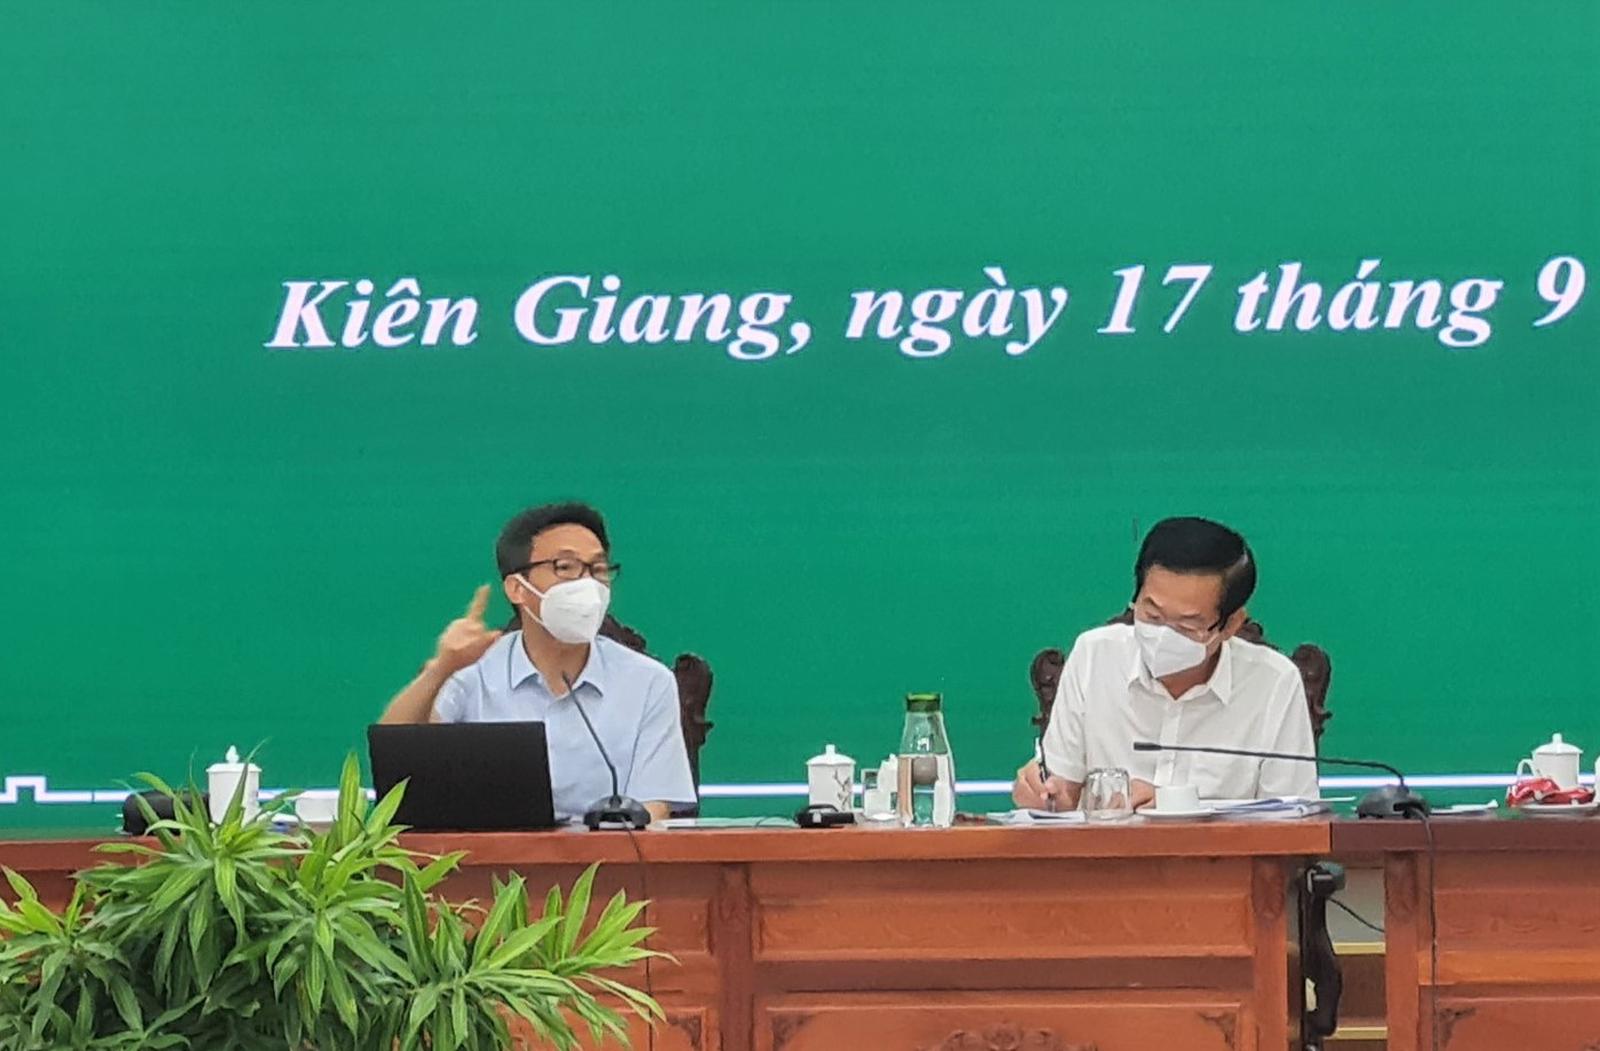 Kiên Giang, ngày 17 tháng 9